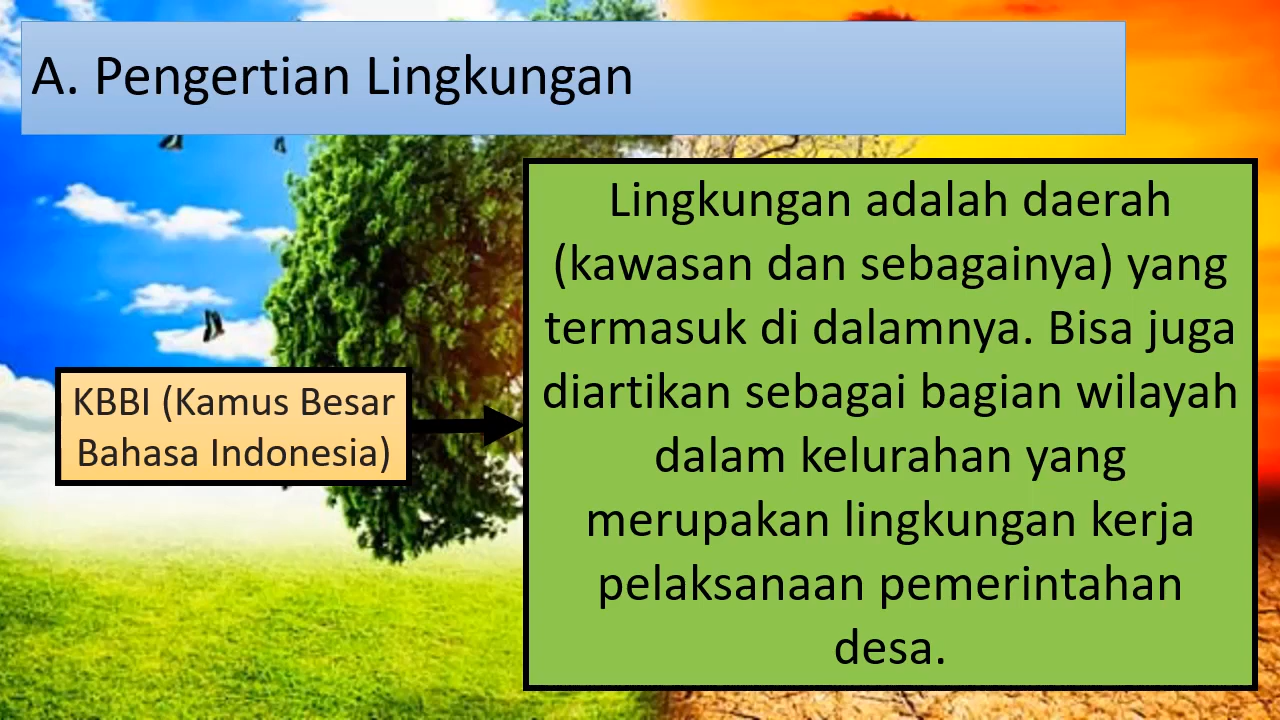 A. Pengertian Lingkungan
KBBI (Kamus Besar
Bahasa Indonesia)
Lingkungan adalah daerah
(kawasan dan sebagainya) yang
termasuk di dalamnya. Bisa juga
diartikan sebagai bagian wilayah
dalam kelurahan yang
merupakan lingkungan kerja
pelaksanaan pemerintahan
desa.